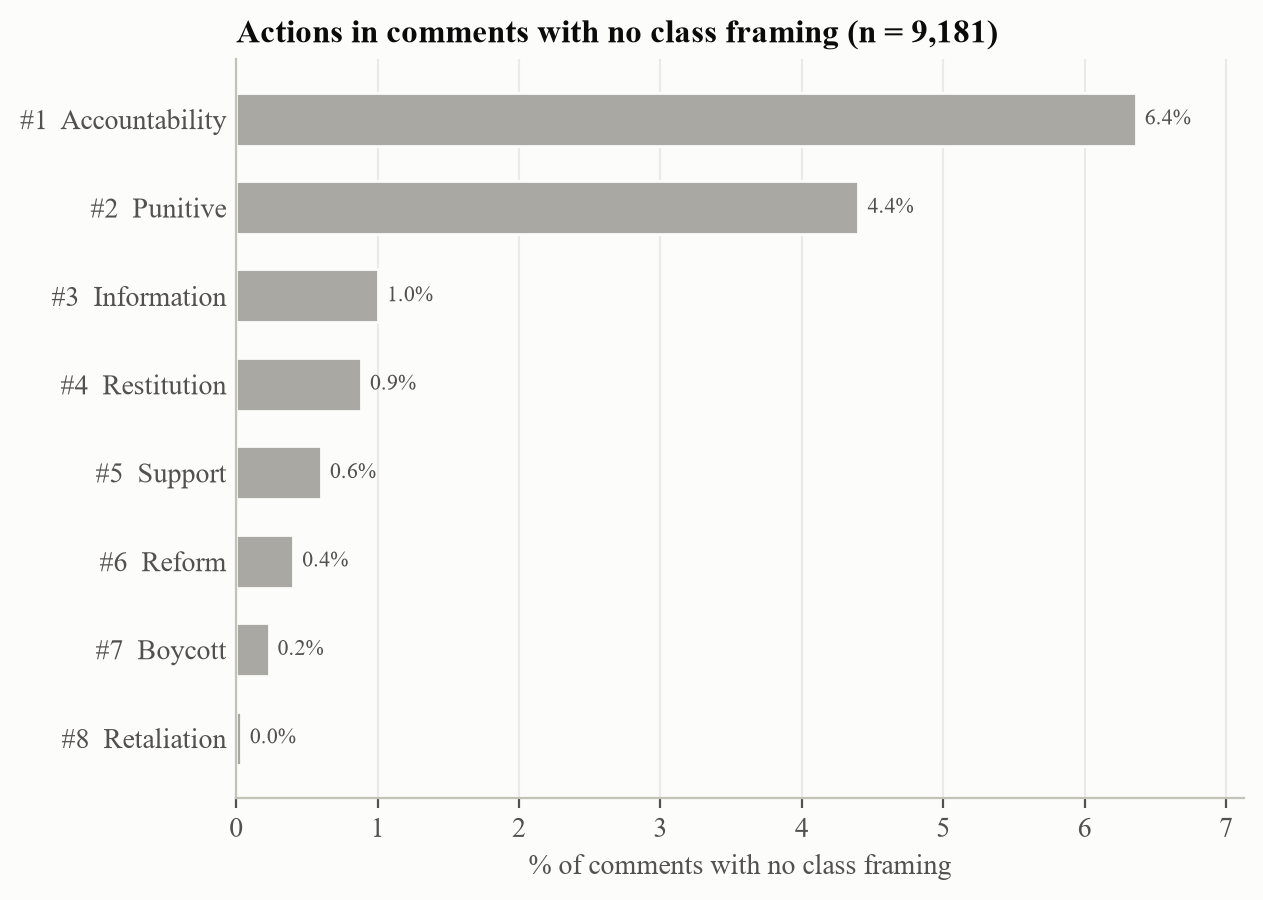 Actions in comments with no class framing (n = 9,181)
#1 Accountability
6.4%
#2 Punitive
4.4%
#3 Information
1.0%
#4 Restitution
0.9%
#5 Support
0.6%
#6 Reform
0.4%
#7 Boycott
0.2%
#8 Retaliation
0.0%
0 1 2 3 4 5 6 7
% of comments with no class framing